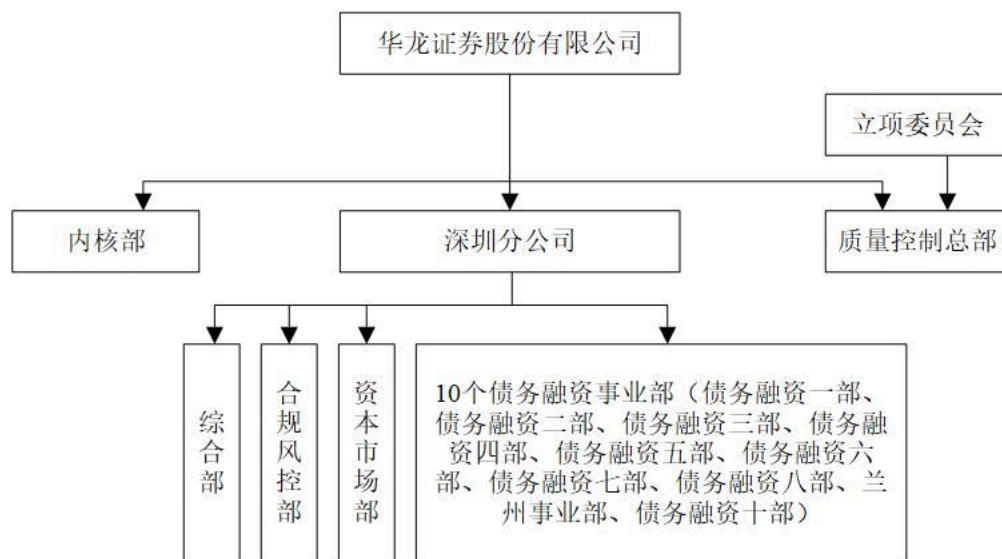 华龙证券股份有限公司
立项委员会
内核部
深圳分公司
质量控制总部
综合部
合规风控部
资本市场部
10个债务融资事业部（债务融资一部、
债务融资二部、债务融资三部、债务融
资四部、债务融资五部、债务融资六
部、债务融资七部、债务融资八部、兰
州事业部、债务融资十部）